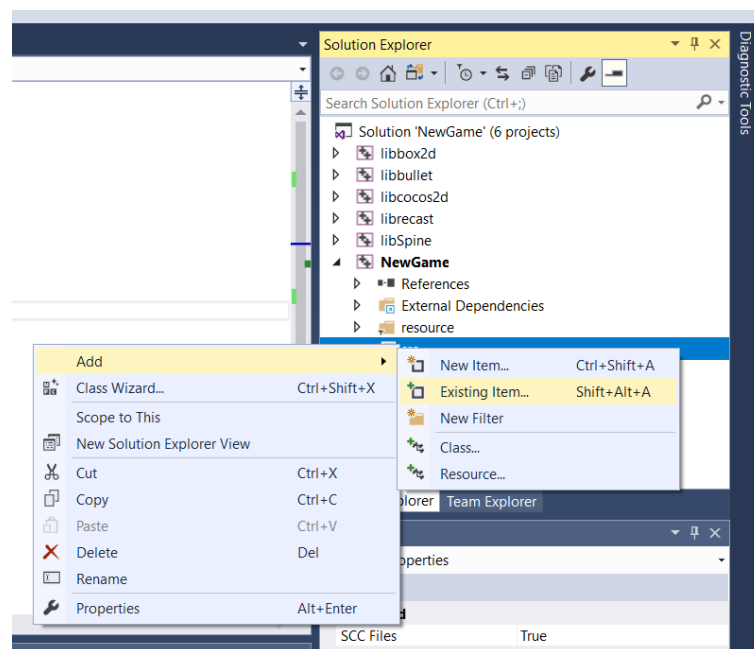 Solution Explorer
Search Solution Explorer (Ctrl+;)
Solution 'NewGame' (6 projects)
libbox2d
libbullet
libcocos2d
librecast
libSpine
NewGame
References
External Dependencies
resource
Add
Class Wizard... Ctrl+Shift+X
Scope to This
New Solution Explorer View
Cut Ctrl+X
Copy Ctrl+C
Paste Ctrl+V
Delete Del
Rename
Properties Alt+Enter
New Item... Ctrl+Shift+A
Existing Item... Shift+Alt+A
New Filter
Class...
Resource...
plorer Team Explorer
operties
SCC Files True
Diagnostic Tools